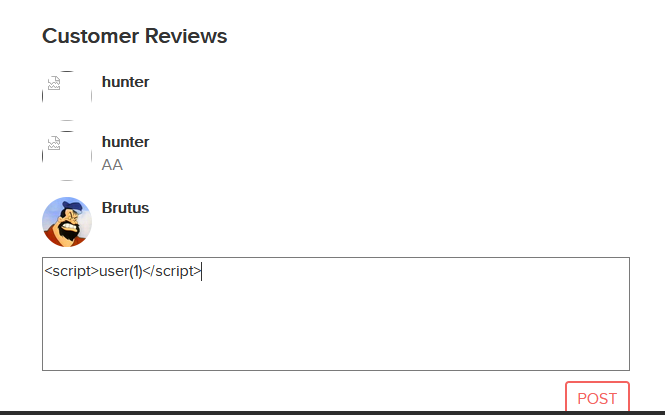 Customer Reviews
hunter
hunter
AA
Brutus
<script>user(1)</script>
POST